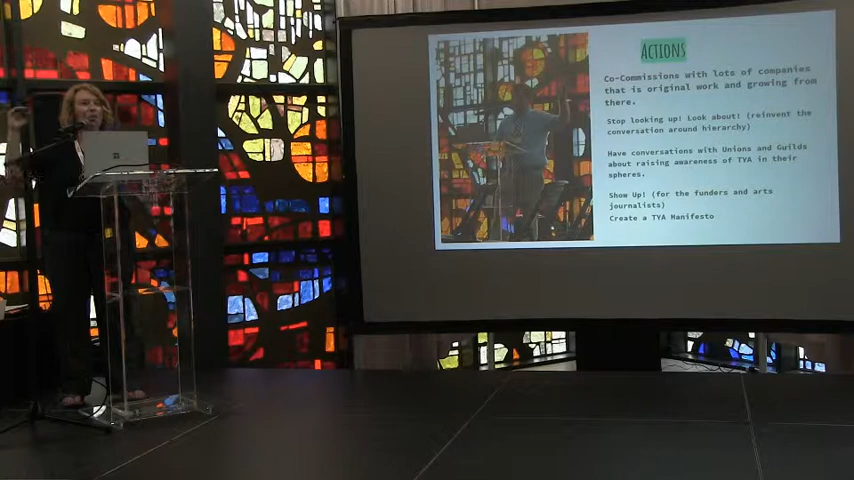 ACTIONS
Co-Commissions with lots of companies
that is original work and growing from
there.
Stop looking up! Look about! (reinvent the
conversation around hierarchy)
Have conversations with Unions and Guilds
about raising awareness of TYA in their
spheres.
Show Up! (for the funders and arts
journalists)
Create a TYA Manifesto